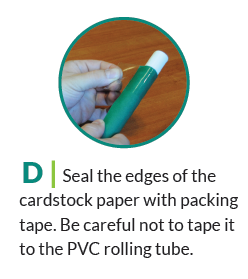 D | Seal the edges of the
cardstock paper with packing
tape. Be careful not to tape it
to the PVC rolling tube.